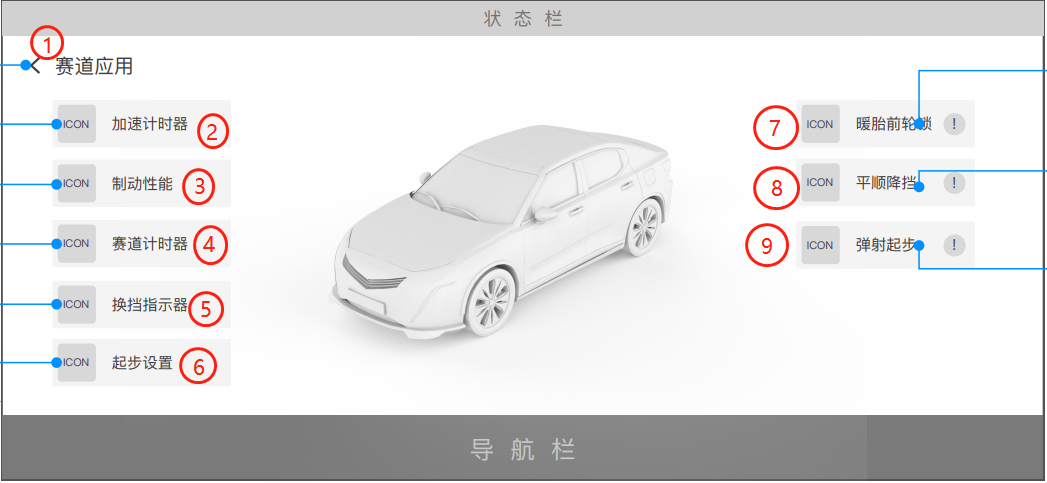 状态栏
1
赛道应用
ICON 加速计时器 2
ICON 制动性能 3
ICON 赛道计时器 4
ICON 换挡指示器 5
ICON 起步设置 6
7 ICON 暖胎前轮锁 !
8 ICON 平顺降挡 !
9 ICON 弹射起步 !
导航栏